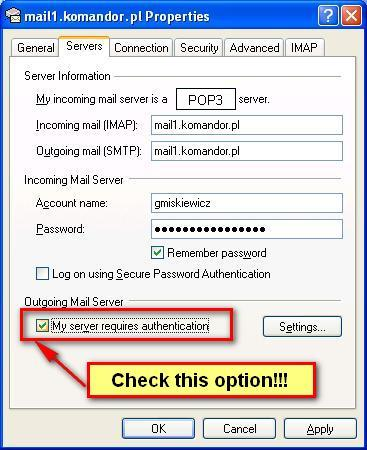 mail1.komandor.pl Properties
General Servers Connection Security Advanced IMAP
Server Information
My incoming mail server is a POP3 server.
Incoming mail (IMAP): mail1.komandor.pl
Outgoing mail (SMTP): mail1.komandor.pl
Incoming Mail Server
Account name: gmiskiewicz
Password: ●●●●●●●●●●●●●●●●
Remember password
Log on using Secure Password Authentication
Outgoing Mail Server
My server requires authentication Settings...
Check this option!!!
OK Cancel Apply